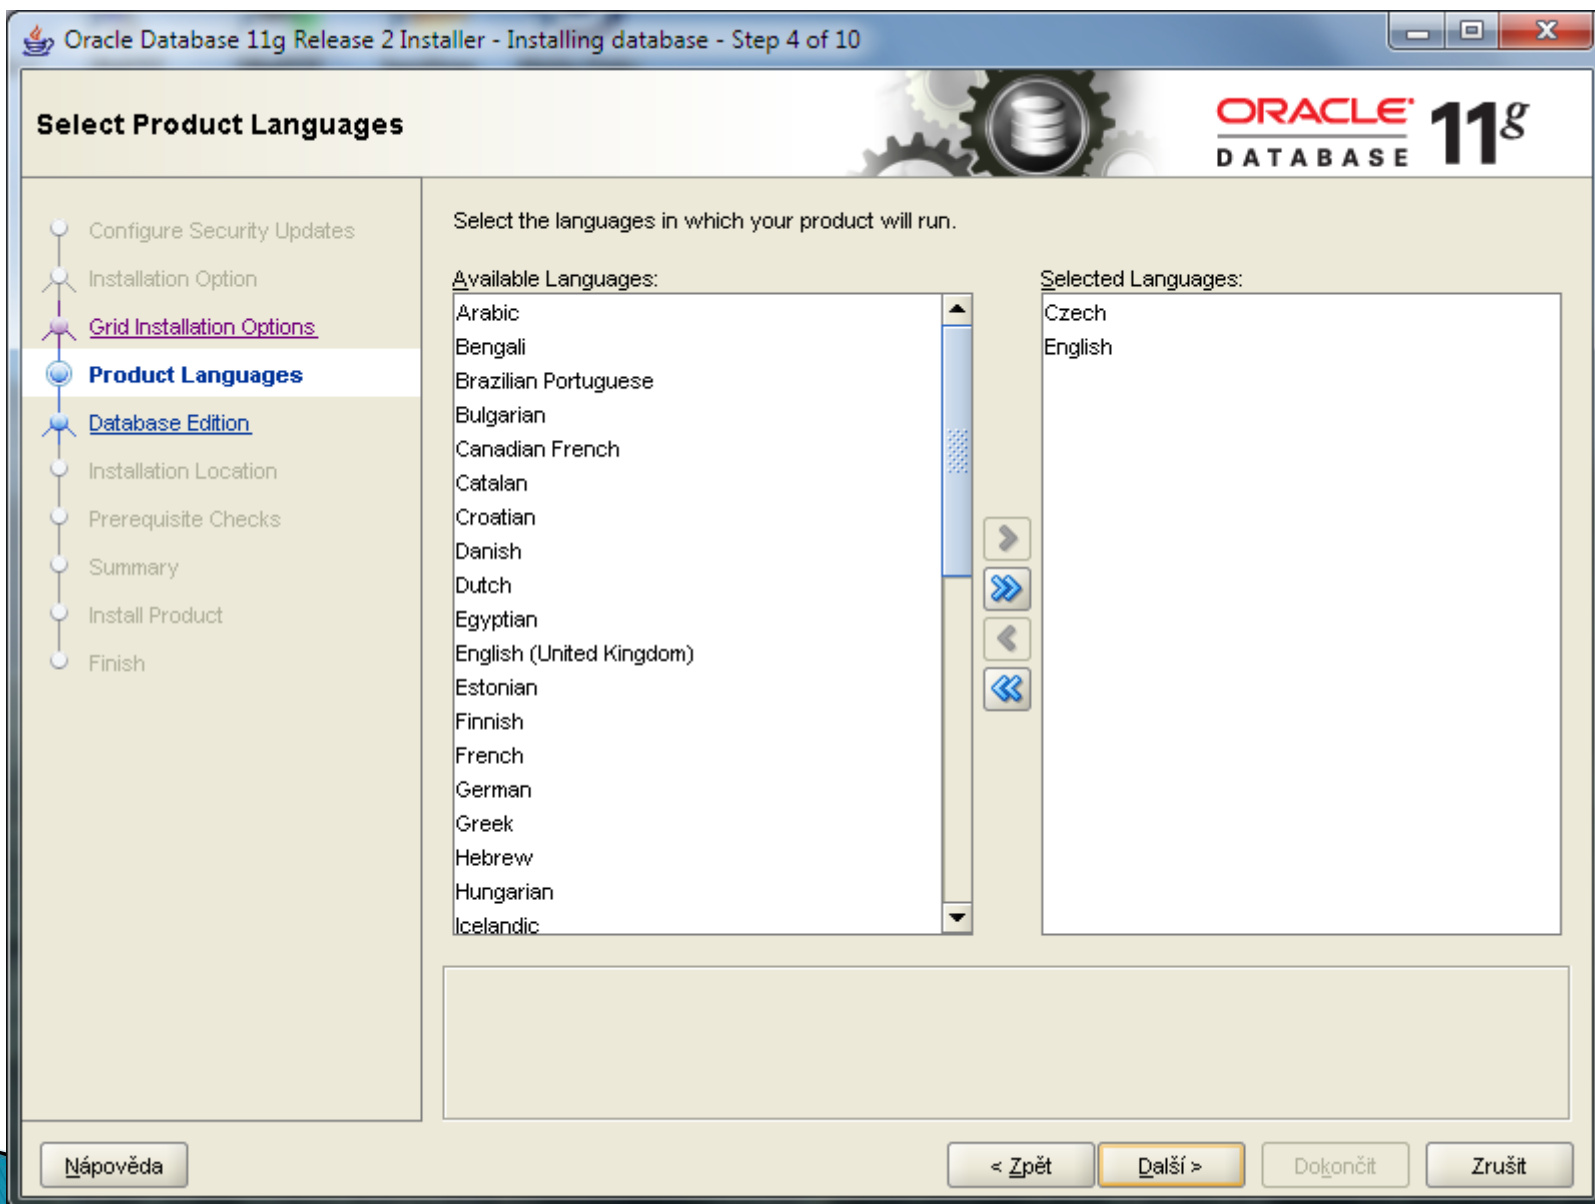 Oracle Database 11g Release 2 Installer - Installing database - Step 4 of 10
Select Product Languages
ORACLE DATABASE 11g
Configure Security Updates
Installation Option
Grid Installation Options
Product Languages
Database Edition
Installation Location
Prerequisite Checks
Summary
Install Product
Finish
Select the languages in which your product will run.
Available Languages:
Arabic
Bengali
Brazilian Portuguese
Bulgarian
Canadian French
Catalan
Croatian
Danish
Dutch
Egyptian
English (United Kingdom)
Estonian
Finnish
French
German
Greek
Hebrew
Hungarian
Icelandic
Selected Languages:
Czech
English
Nápověda
< Zpět
Další >
Dokončit
Zrušit